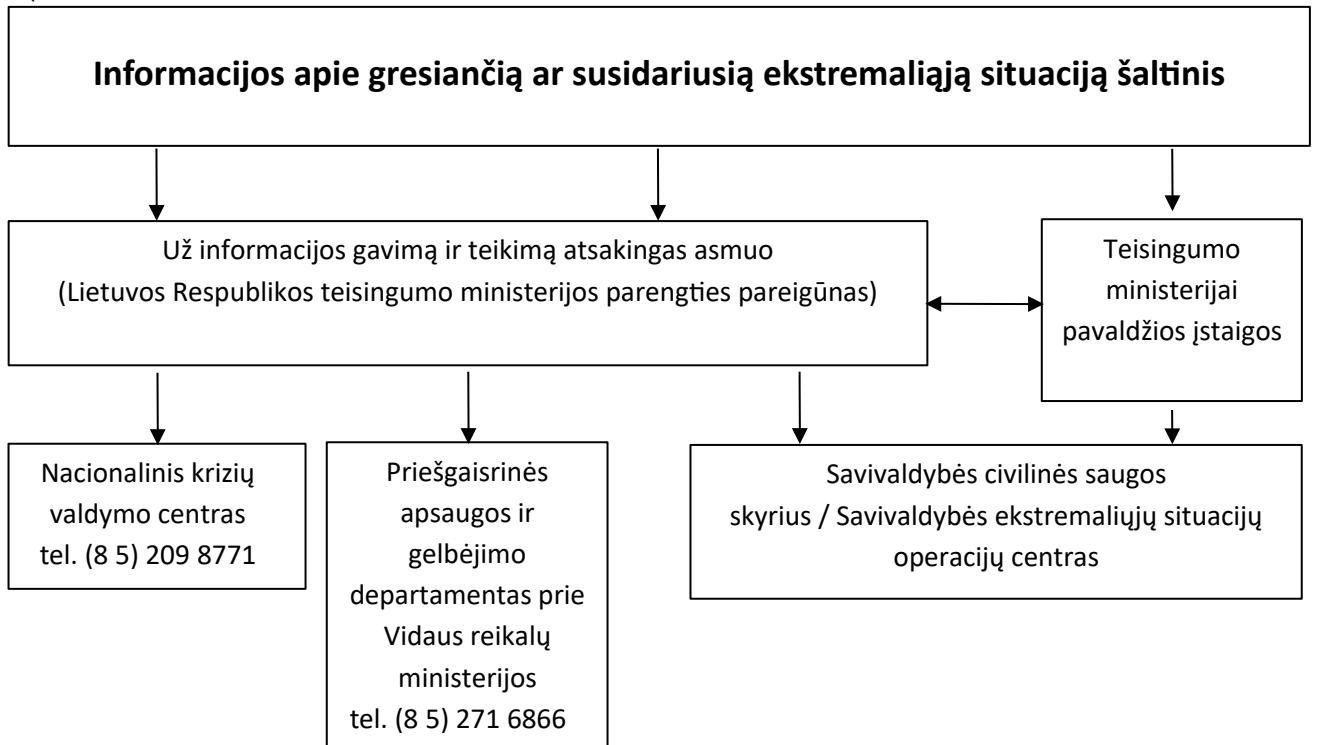 Informacijos apie gresiančią ar susidariusią ekstremaliąją situaciją šaltinis
Už informacijos gavimą ir teikimą atsakingas asmuo
(Lietuvos Respublikos teisingumo ministerijos parengties pareigūnas)
Teisingumo
ministerijai
pavaldžios įstaigos
Nacionalinis krizių
valdymo centras
tel. (8 5) 209 8771
Priešgaisrinės
apsaugos ir
gelbėjimo
departamentas prie
Vidaus reikalų
ministerijos
tel. (8 5) 271 6866
Savivaldybės civilinės saugos
skyrius / Savivaldybės ekstremaliųjų situacijų
operacijų centras